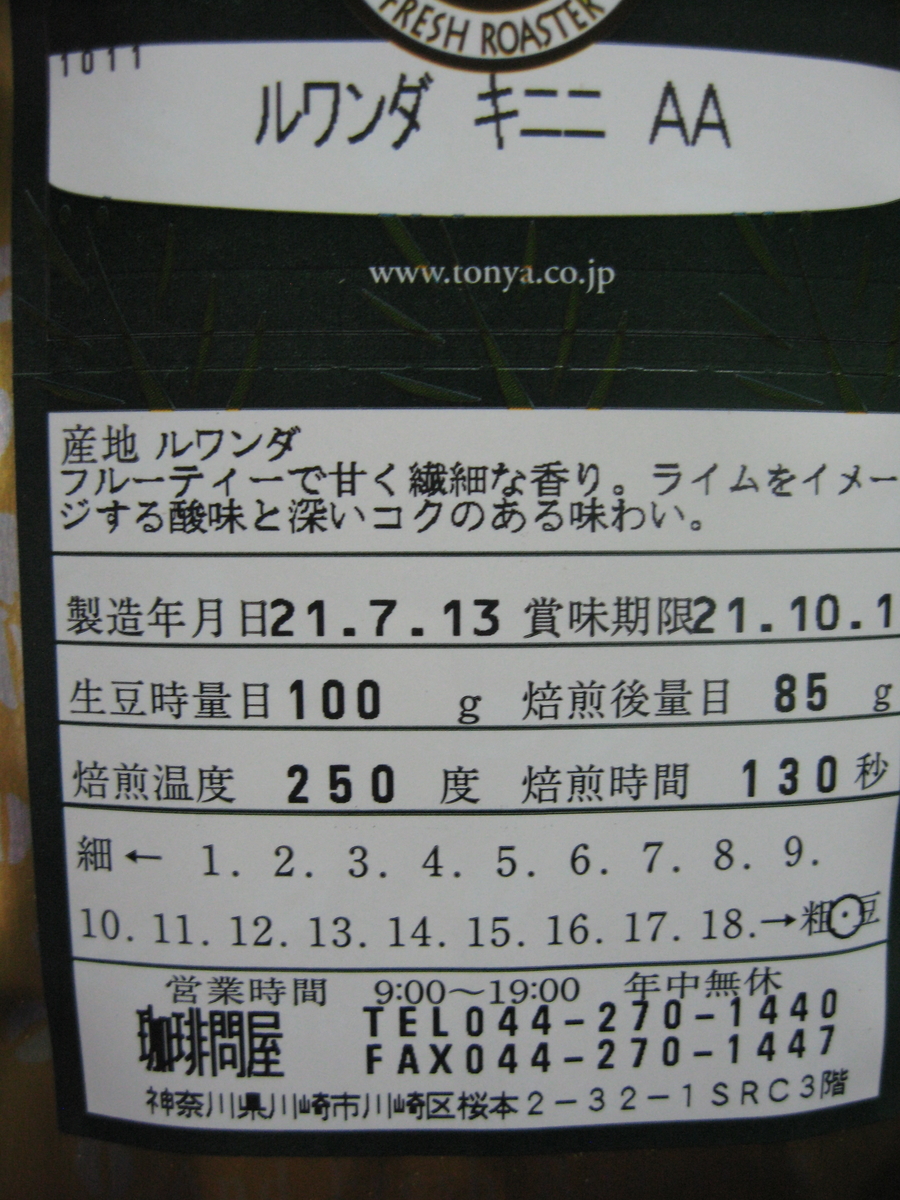 FRESH ROASTER
1011
ルワンダ キニニ AA
www.tonya.co.jp
産地 ルワンダ
フルーティーで甘く繊細な香り。ライムをイメー
ジする酸味と深いコクのある味わい。
製造年月日21.7.13 賞味期限21.10.1
生豆時量目100 g 焙煎後量目 85 g
焙煎温度 250 度 焙煎時間 130秒
細← 1. 2. 3. 4. 5. 6. 7. 8. 9.
10. 11. 12. 13. 14. 15. 16. 17. 18.→粗 豆
営業時間 9:00〜19:00 年中無休
珈琲問屋 TEL044-270-1440
FAX044-270-1447
神奈川県川崎市川崎区桜本2-32-1SRC3階